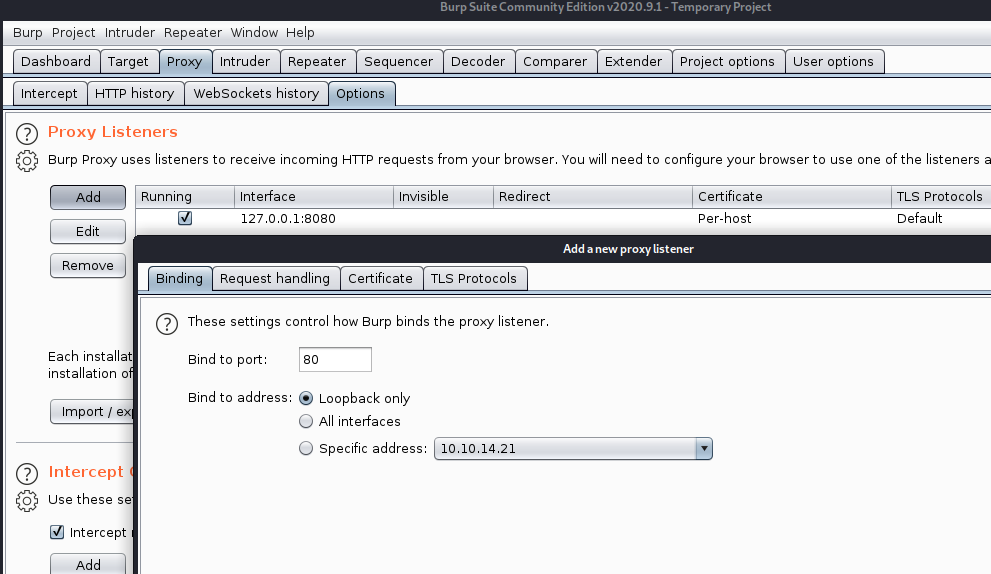 Burp Suite Community Edition v2020.9.1 - Temporary Project
Burp Project Intruder Repeater Window Help
Dashboard Target Proxy Intruder Repeater Sequencer Decoder Comparer Extender Project options User options
Intercept HTTP history WebSockets history Options
? Proxy Listeners
Burp Proxy uses listeners to receive incoming HTTP requests from your browser. You will need to configure your browser to use one of the listeners a
Add Running Interface Invisible Redirect Certificate TLS Protocols
127.0.0.1:8080 Per-host Default
Edit
Add a new proxy listener
Remove
Binding Request handling Certificate TLS Protocols
? These settings control how Burp binds the proxy listener.
Each installat
installation of
Bind to port: 80
Bind to address: Loopback only
Import / exp
All interfaces
Specific address: 10.10.14.21
? Intercept
Use these se
Intercept
Add